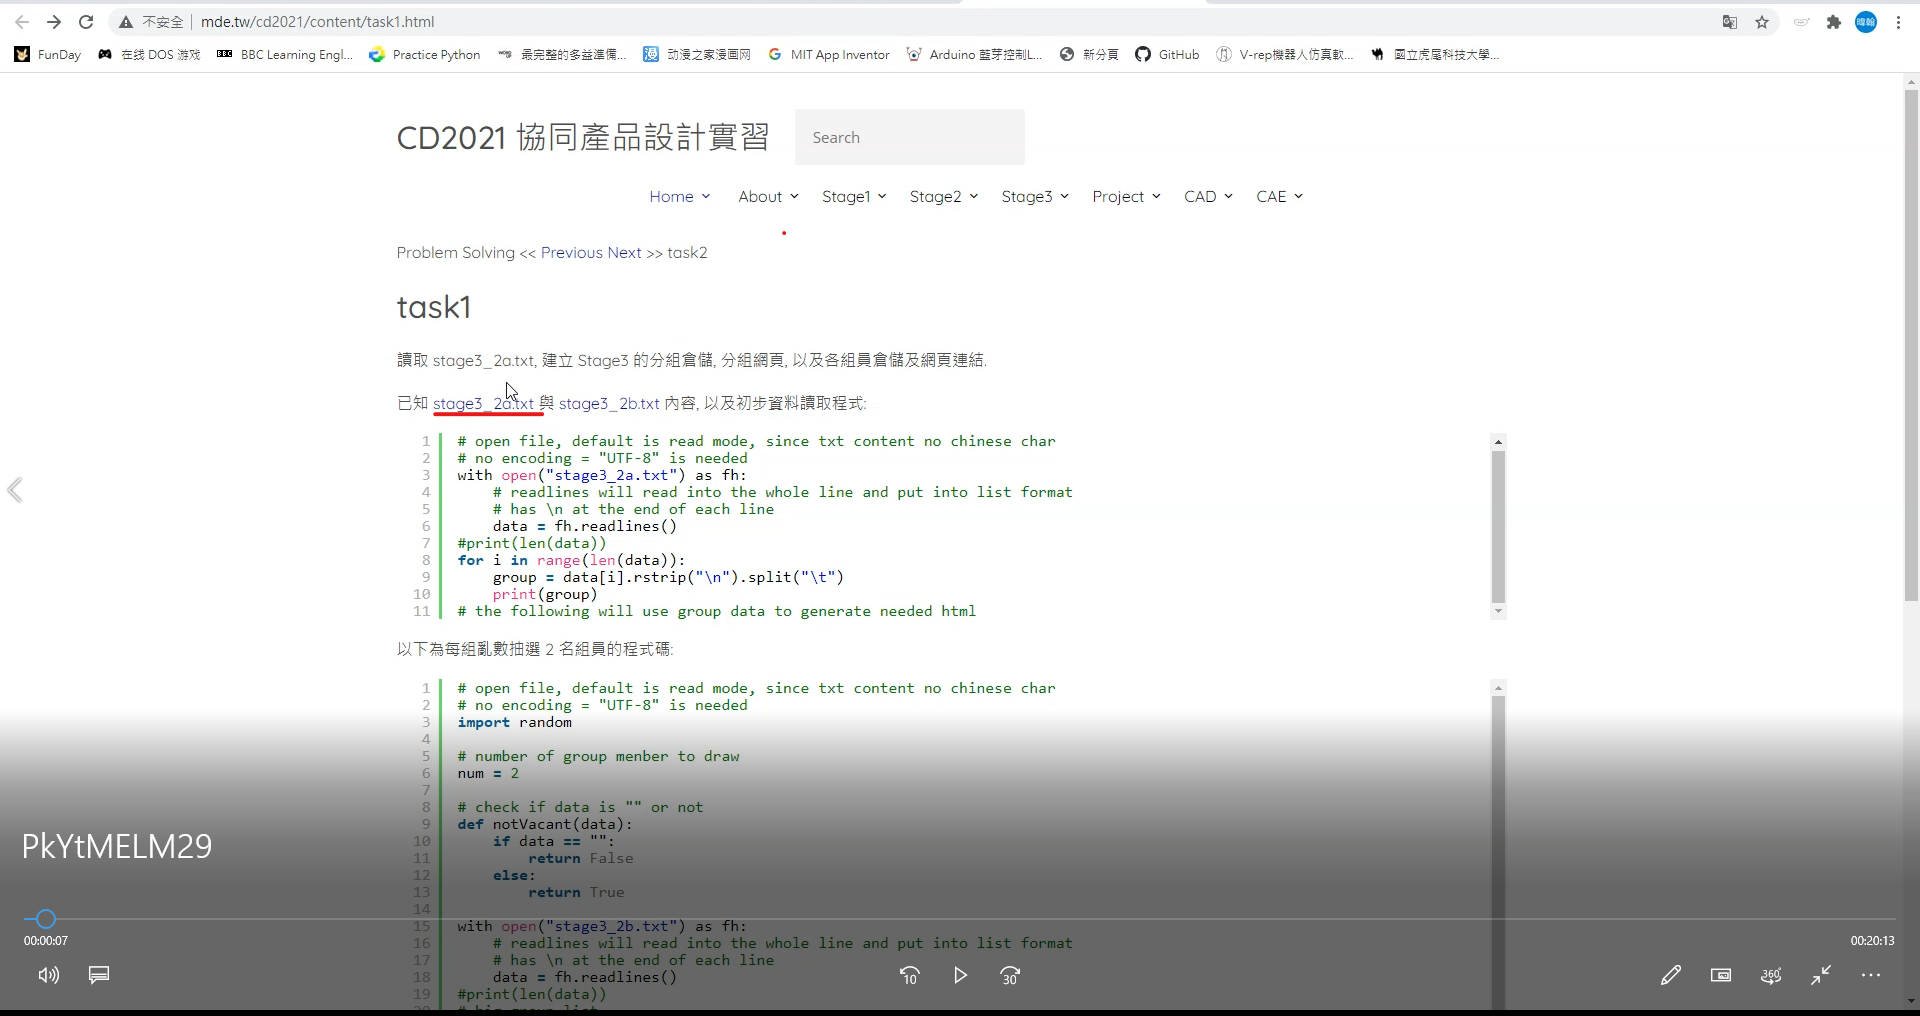 不安全 | mde.tw/cd2021/content/task1.html
FunDay 在线 DOS 游戏 BBC Learning Engl... Practice Python 最完整的多益準備... 动漫之家漫画网 MIT App Inventor Arduino 藍芽控制L... 新分頁 GitHub V-rep機器人仿真軟... 國立虎尾科技大學...
CD2021 協同產品設計實習 Search
Home About Stage1 Stage2 Stage3 Project CAD CAE
Problem Solving << Previous Next >> task2
task1
讀取 stage3_2a.txt, 建立 Stage3 的分組倉儲, 分組網頁, 以及各組員倉儲及網頁連結.
已知 stage3_2a.txt 與 stage3_2b.txt 內容, 以及初步資料讀取程式:
1 # open file, default is read mode, since txt content no chinese char
2 # no encoding = "UTF-8" is needed
3 with open("stage3_2a.txt") as fh:
4 # readlines will read into the whole line and put into list format
5 # has \n at the end of each line
6 data = fh.readlines()
7 #print(len(data))
8 for i in range(len(data)):
9 group = data[i].rstrip("\n").split("\t")
10 print(group)
11 # the following will use group data to generate needed html
以下為每組亂數抽選 2 名組員的程式碼:
1 # open file, default is read mode, since txt content no chinese char
2 # no encoding = "UTF-8" is needed
3 import random
4
5 # number of group menber to draw
6 num = 2
7
8 # check if data is "" or not
9 def notVacant(data):
10 if data == "":
11 return False
12 else:
13 return True
14
15 with open("stage3_2b.txt") as fh:
16 # readlines will read into the whole line and put into list format
17 # has \n at the end of each line
18 data = fh.readlines()
19 #print(len(data))
PkYtMELM29
00:00:07
00:20:13
10
30
360